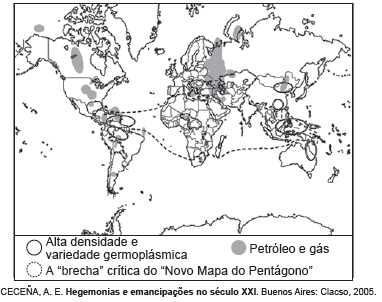 Alta densidade e
variedade germoplásmica
Petróleo e gás
A “brecha” crítica do “Novo Mapa do Pentágono”
CECEÑA, A. E. Hegemonias e emancipações no século XXI. Buenos Aires: Clacso, 2005.